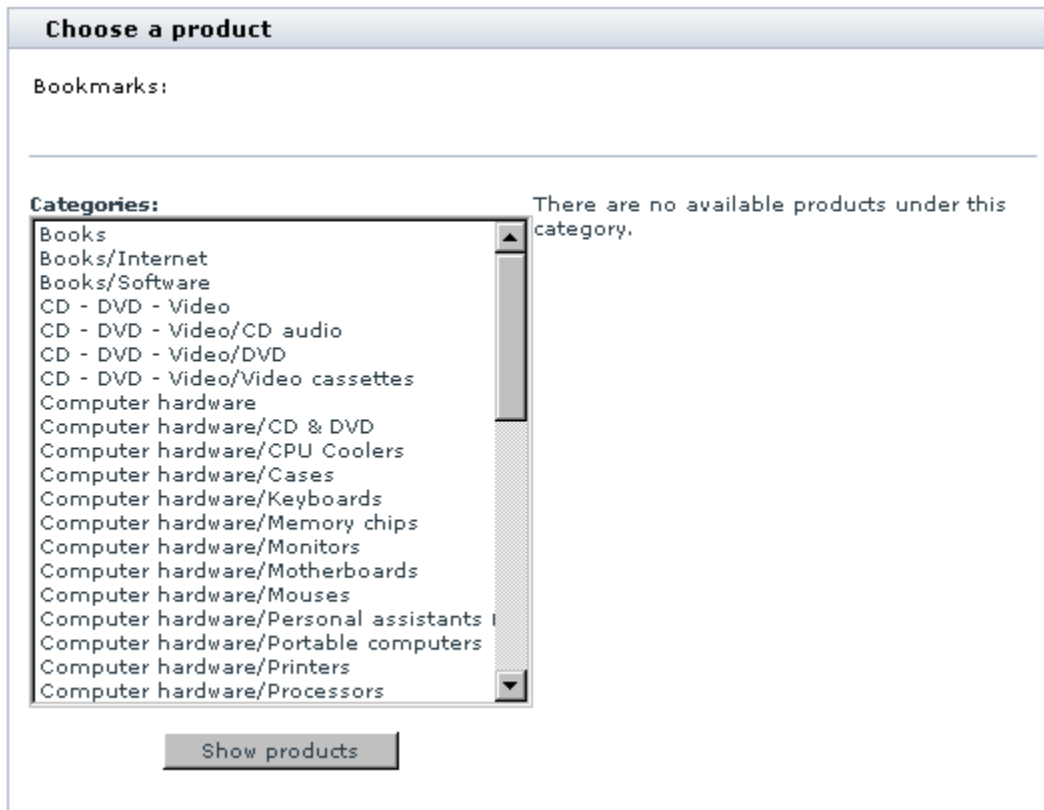 Choose a product
Bookmarks:
Categories:
Books
Books/Internet
Books/Software
CD - DVD - Video
CD - DVD - Video/CD audio
CD - DVD - Video/DVD
CD - DVD - Video/Video cassettes
Computer hardware
Computer hardware/CD & DVD
Computer hardware/CPU Coolers
Computer hardware/Cases
Computer hardware/Keyboards
Computer hardware/Memory chips
Computer hardware/Monitors
Computer hardware/Motherboards
Computer hardware/Mouses
Computer hardware/Personal assistants
Computer hardware/Portable computers
Computer hardware/Printers
Computer hardware/Processors
Show products
There are no available products under this
category.